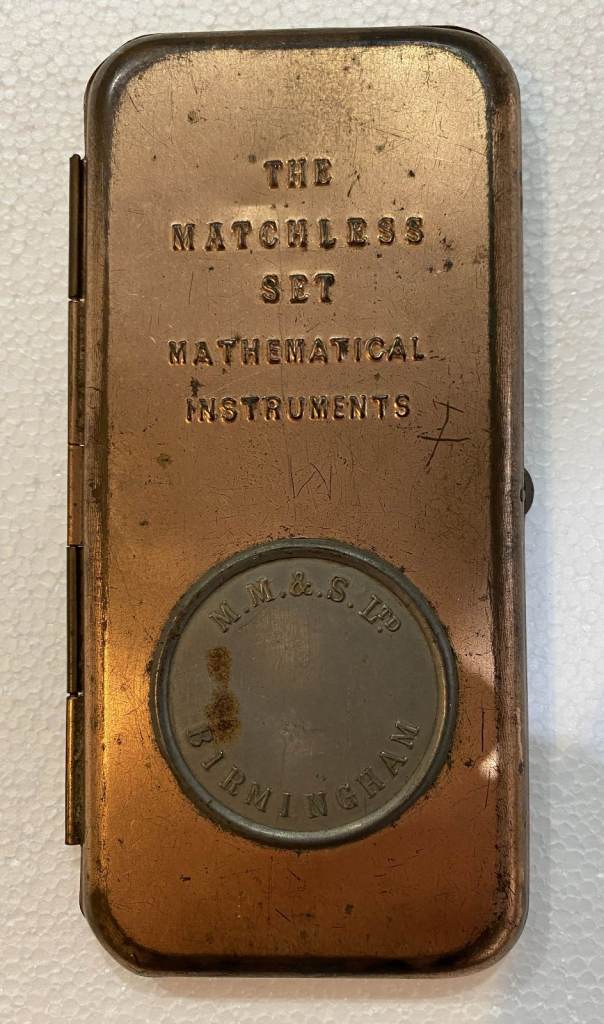 THE
MATCHLESS
SET
MATHEMATICAL
INSTRUMENTS
M.M.&.S. LTD
BIRMINGHAM